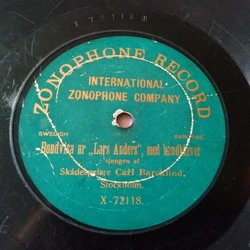 X 72118 M
ZONOPHONE RECORD
INTERNATIONAL
ZONOPHONE COMPANY
SWEDISH BARYTONE
Bondvisa ur „Lars Anders", med handklaver
sjungen af
Skådespelare Carl Barcklind.
Stockholm.
X-72118.